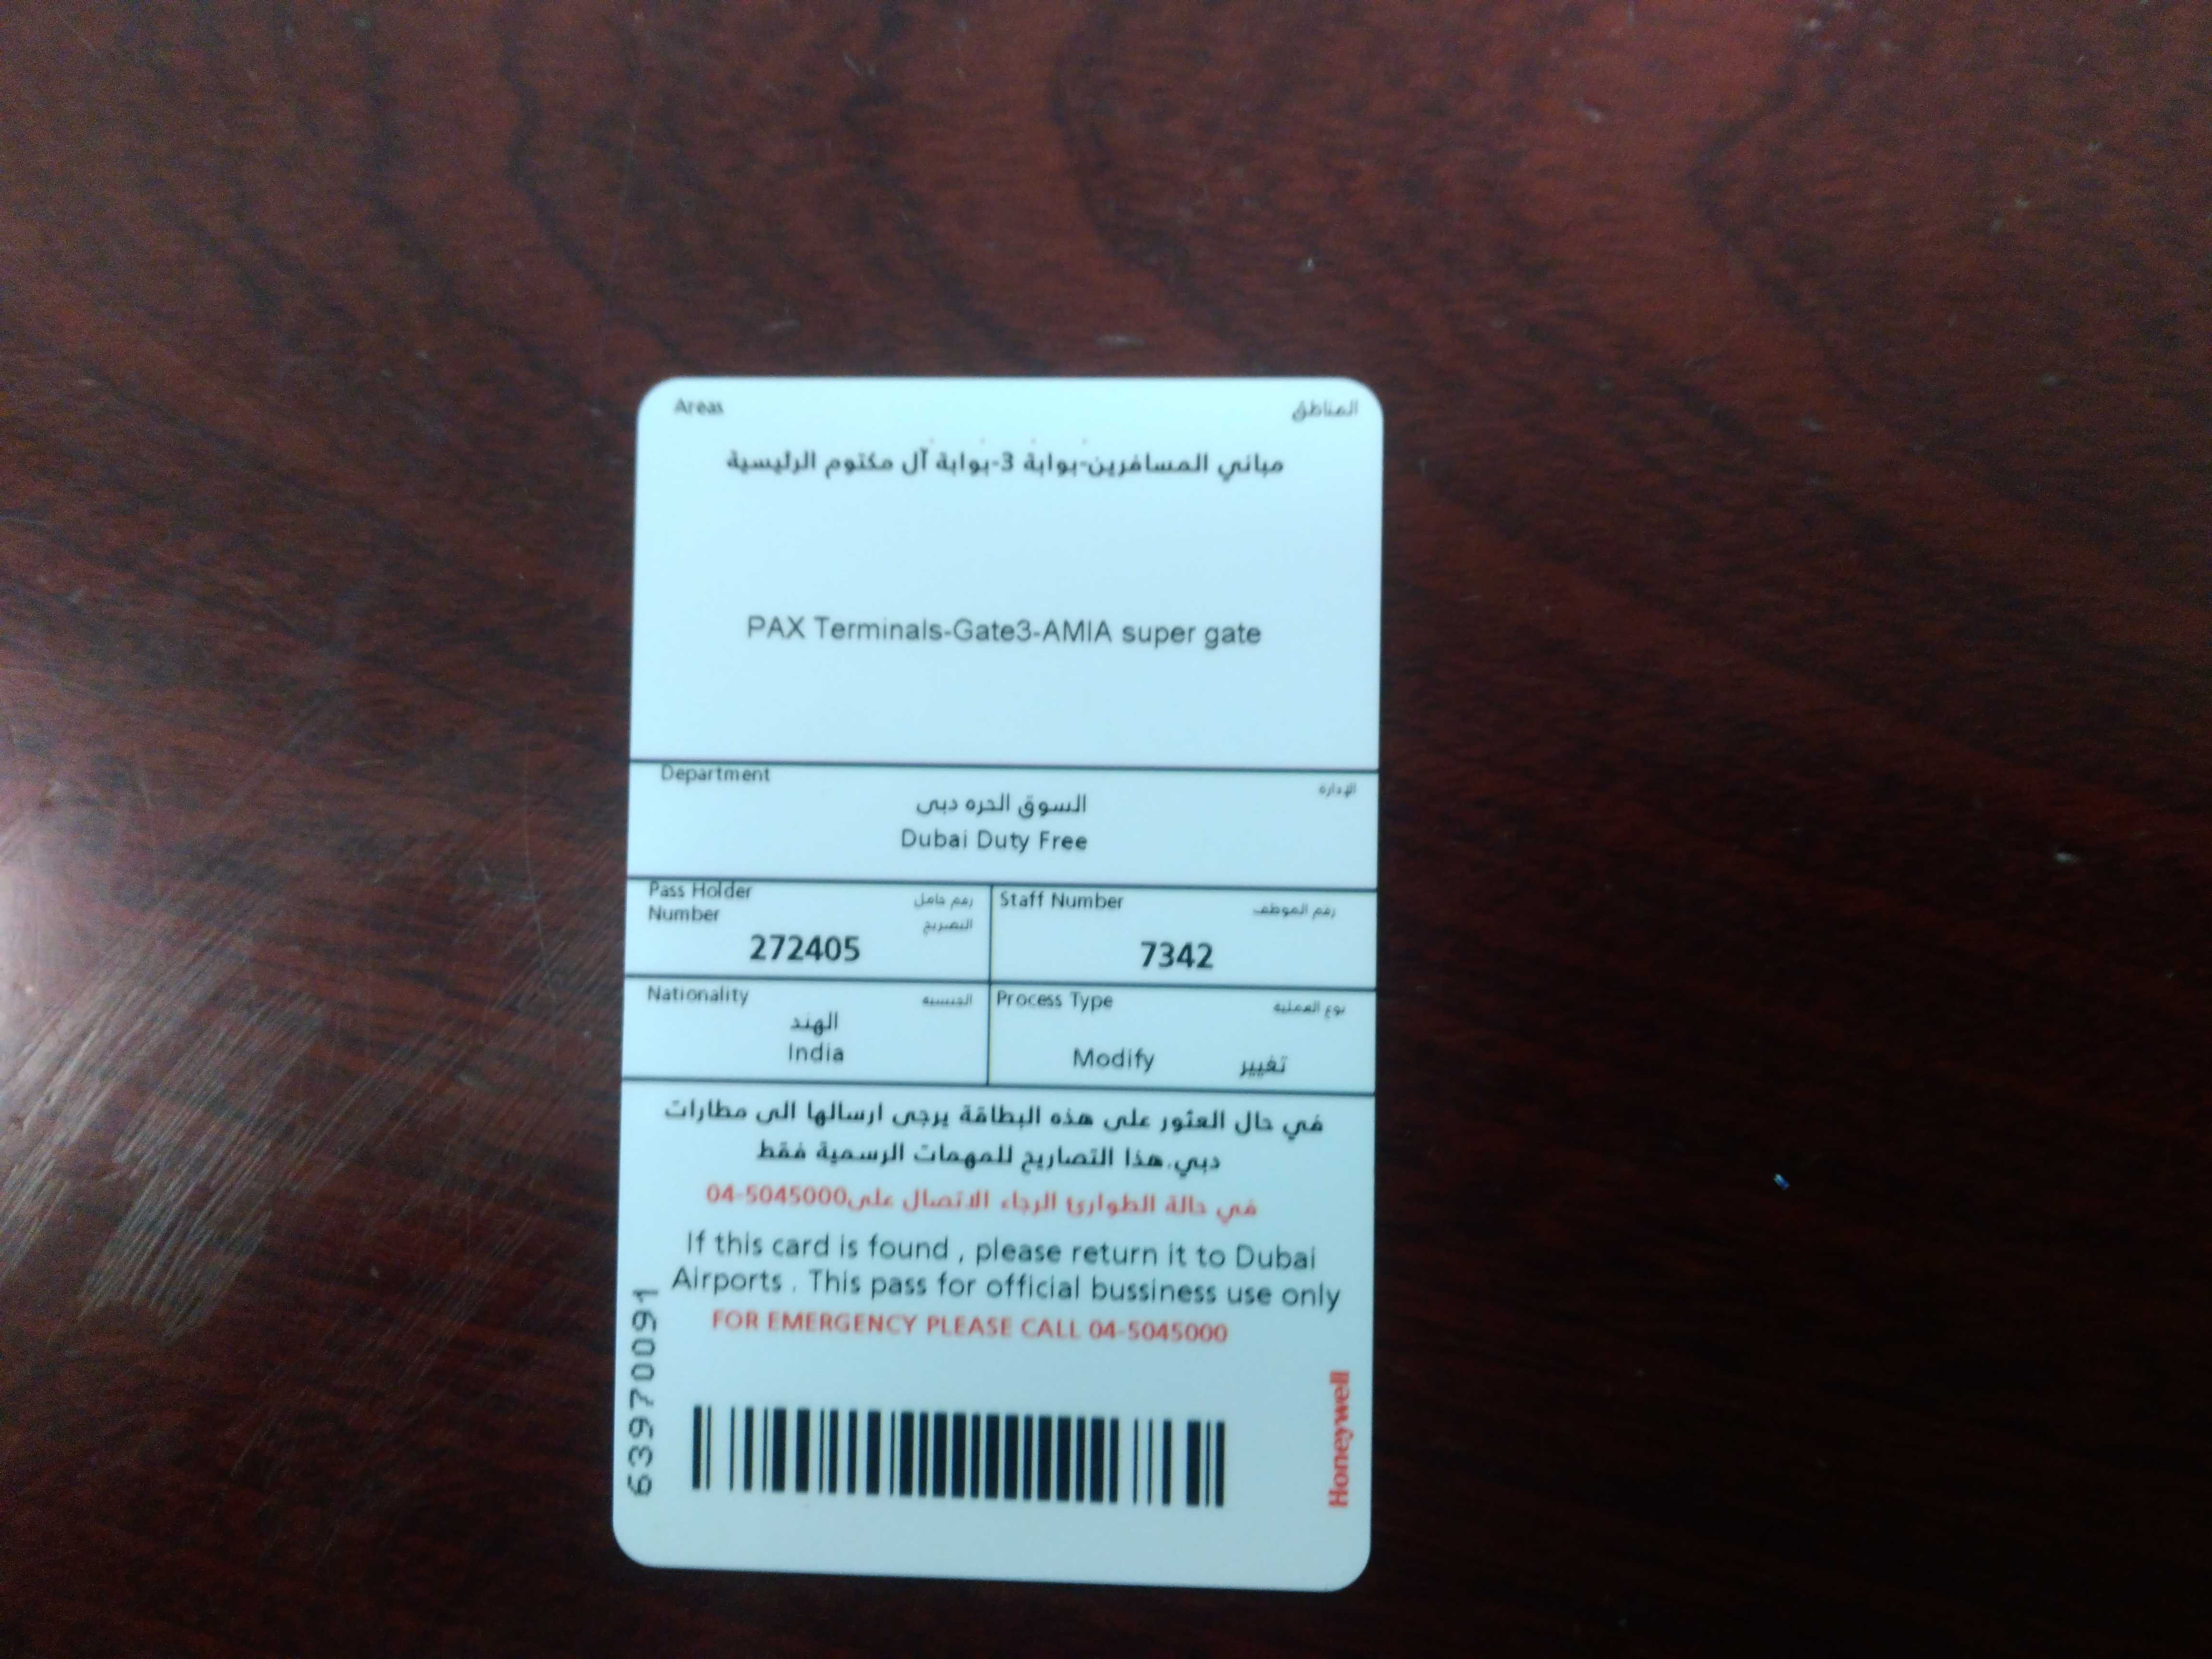 Areas المناطق
مباني المسافرين-بوابة 3-بوابة آل مكتوم الرئيسية
PAX Terminals-Gate3-AMIA super gate
Department الإدارة
السوق الحره دبى
Dubai Duty Free
Pass Holder رقم حامل
Number التصريح
272405
Staff Number رقم الموظف
7342
Nationality الجنسية
الهند
India
Process Type نوع العملية
Modify تغيير
في حال العثور على هذه البطاقة يرجى ارسالها الى مطارات
دبي.هذا التصاريح للمهمات الرسمية فقط
في حالة الطوارئ الرجاء الاتصال على04-5045000
If this card is found , please return it to Dubai
Airports . This pass for official bussiness use only
FOR EMERGENCY PLEASE CALL 04-5045000
63970091
Honeywell